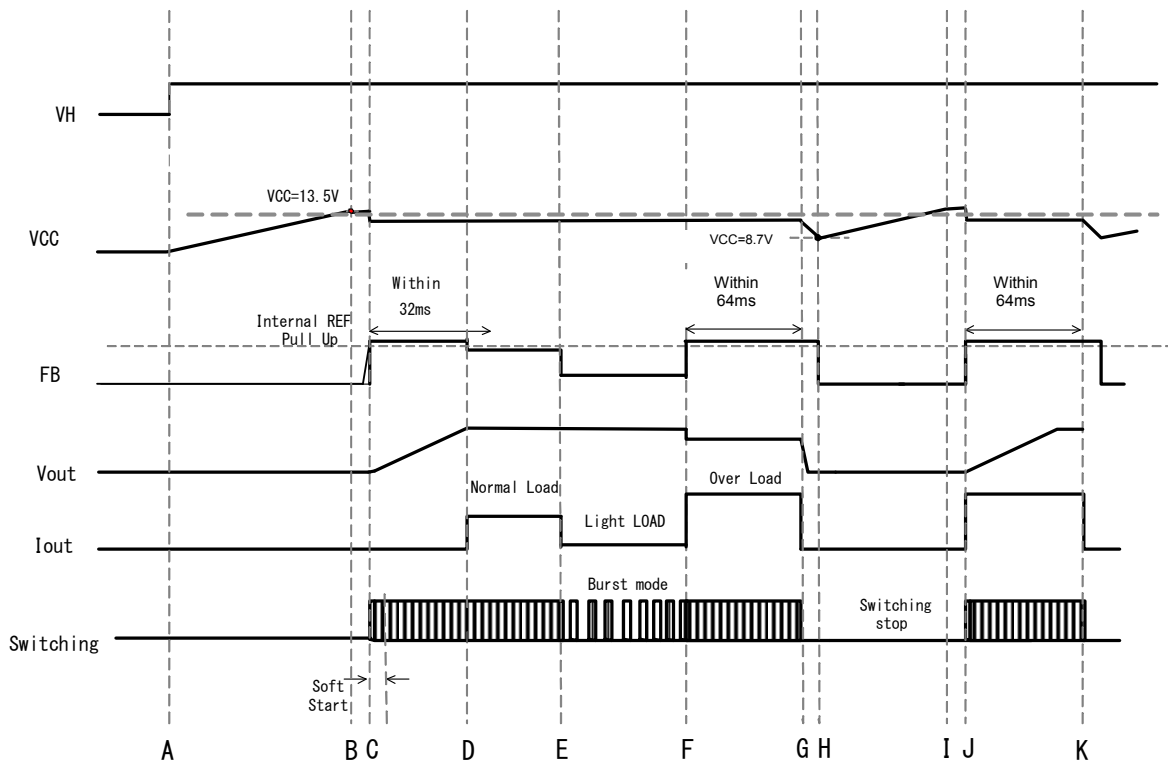 VH
VCC=13.5V
VCC
VCC=8.7V
Within
32ms
Within
64ms
Within
64ms
Internal REF
Pull Up
FB
Vout
Normal Load
Light LOAD
Over Load
Iout
Burst mode
Switching
stop
Switching
Soft
Start
A B C D E F G H I J K